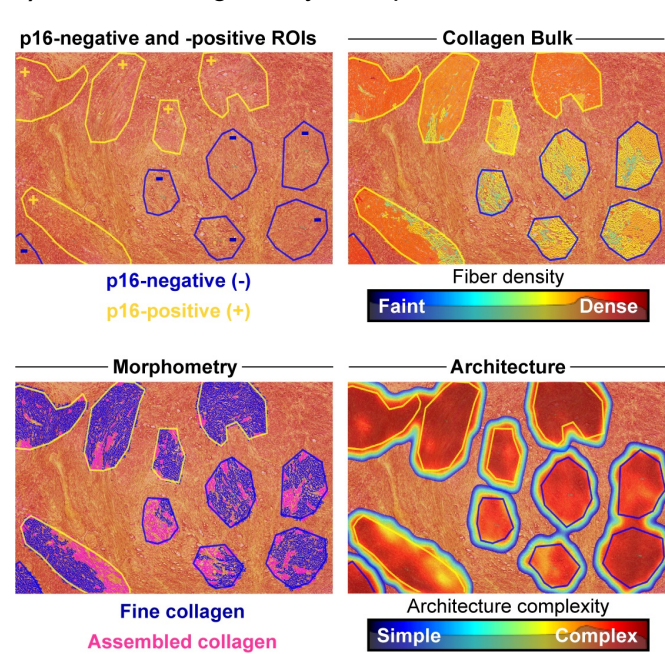 p16-negative and -positive ROIs
Collagen Bulk
+
+
+
+
+
-
-
-
-
-
-
p16-negative (-)
p16-positive (+)
Fiber density
Faint
Dense
Morphometry
Architecture
Fine collagen
Assembled collagen
Architecture complexity
Simple
Complex